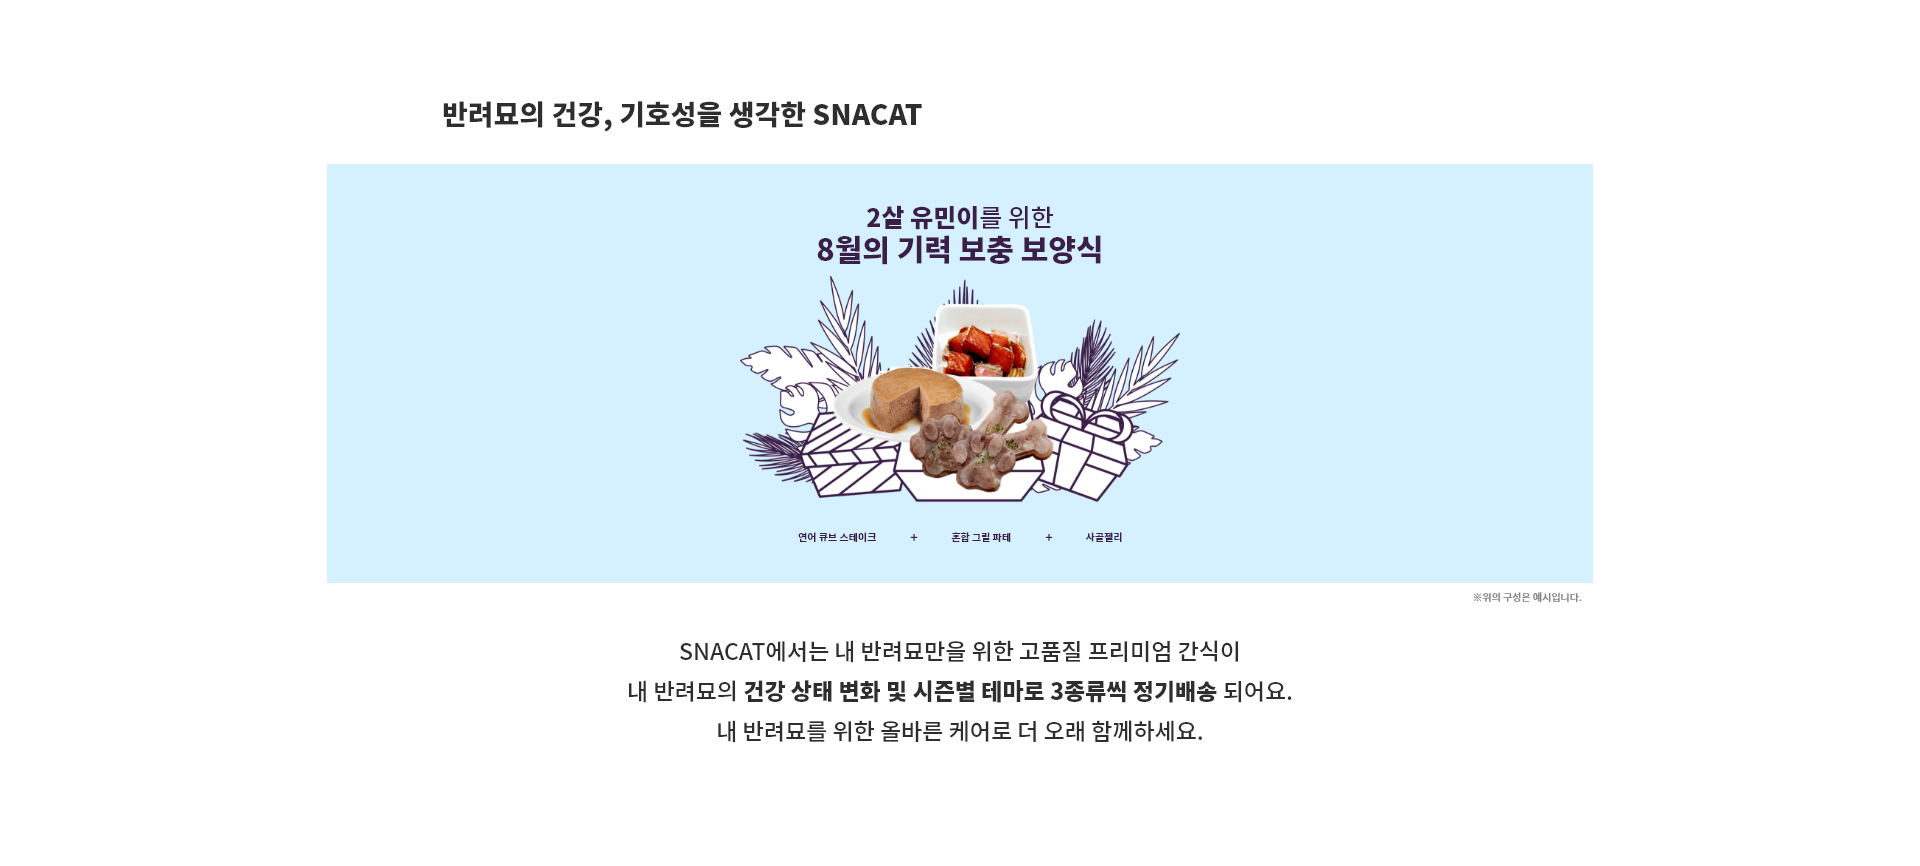 반려묘의 건강, 기호성을 생각한 SNACAT
2살 유민이를 위한
8월의 기력 보충 보양식
연어 큐브 스테이크 + 혼합 그릴 파테 + 사골젤리
※위의 구성은 예시입니다.
SNACAT에서는 내 반려묘만을 위한 고품질 프리미엄 간식이
내 반려묘의 건강 상태 변화 및 시즌별 테마로 3종류씩 정기배송 되어요.
내 반려묘를 위한 올바른 케어로 더 오래 함께하세요.